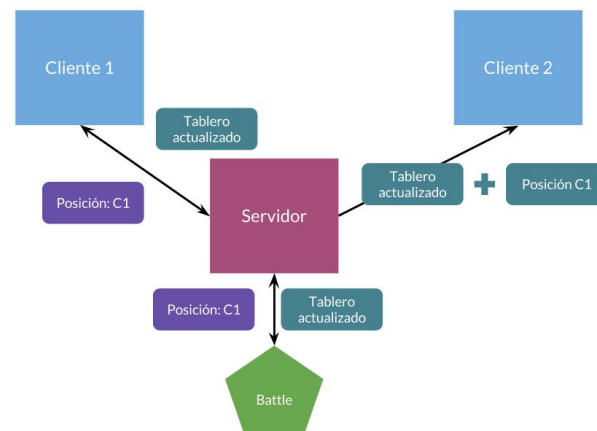 Cliente 1
Cliente 2
Tablero
actualizado
Tablero
actualizado
Posición C1
Posición: C1
Servidor
Posición: C1
Tablero
actualizado
Battle